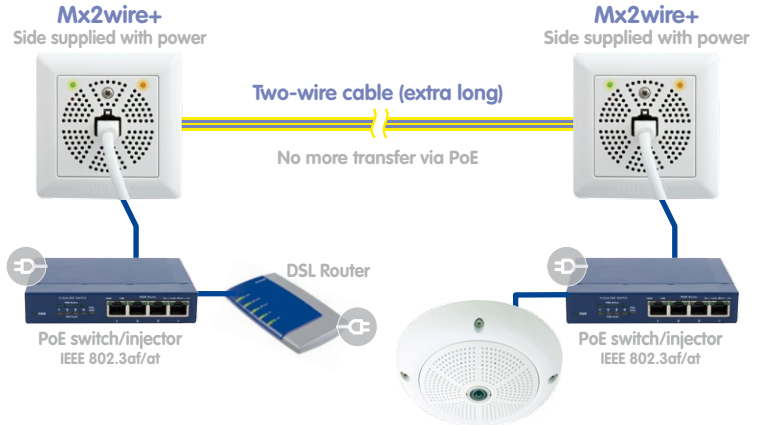 Mx2wire+
Side supplied with power
Mx2wire+
Side supplied with power
Two-wire cable (extra long)
No more transfer via PoE
DSL Router
PoE switch/injector
IEEE 802.3af/at
PoE switch/injector
IEEE 802.3af/at